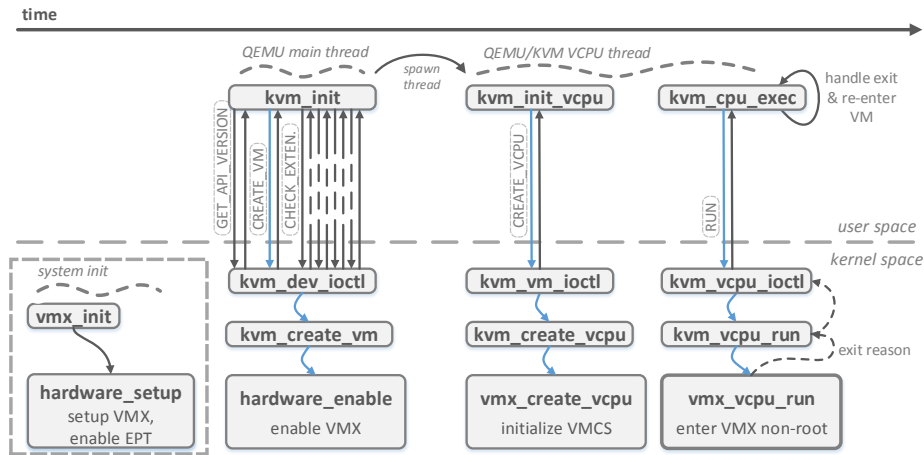 time
QEMU main thread
QEMU/KVM VCPU thread
spawn
thread
kvm_init
kvm_init_vcpu
kvm_cpu_exec
handle exit
& re-enter
VM
GET_API_VERSION
CREATE_VM
CHECK_EXTEN.
CREATE_VCPU
RUN
user space
kernel space
system init
vmx_init
kvm_dev_ioctl
kvm_vm_ioctl
kvm_vcpu_ioctl
kvm_create_vm
kvm_create_vcpu
kvm_vcpu_run
exit reason
hardware_setup
setup VMX,
enable EPT
hardware_enable
enable VMX
vmx_create_vcpu
initialize VMCS
vmx_vcpu_run
enter VMX non-root